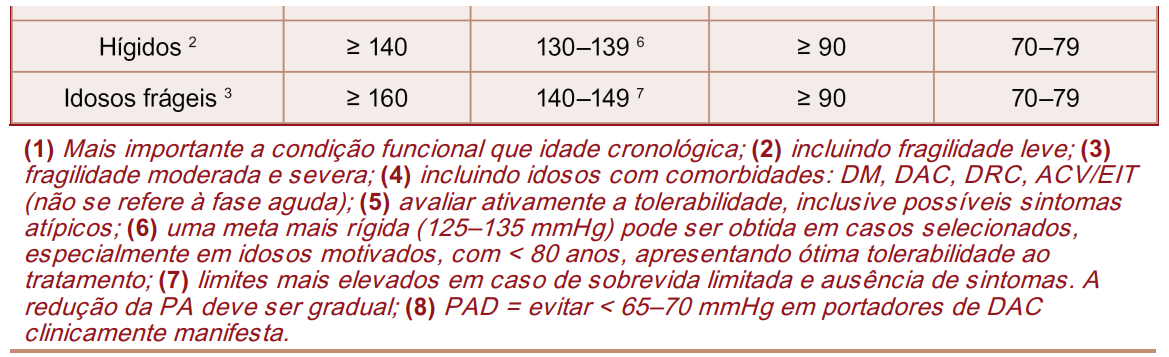 Hígidos 2 ≥ 140 130–139 6 ≥ 90 70–79
Idosos frágeis 3 ≥ 160 140–149 7 ≥ 90 70–79
(1) Mais importante a condição funcional que idade cronológica; (2) incluindo fragilidade leve; (3)
fragilidade moderada e severa; (4) incluindo idosos com comorbidades: DM, DAC, DRC, ACV/EIT
(não se refere à fase aguda); (5) avaliar ativamente a tolerabilidade, inclusive possíveis sintomas
atípicos; (6) uma meta mais rígida (125–135 mmHg) pode ser obtida em casos selecionados,
especialmente em idosos motivados, com < 80 anos, apresentando ótima tolerabilidade ao
tratamento; (7) limites mais elevados em caso de sobrevida limitada e ausência de sintomas. A
redução da PA deve ser gradual; (8) PAD = evitar < 65–70 mmHg em portadores de DAC
clinicamente manifesta.